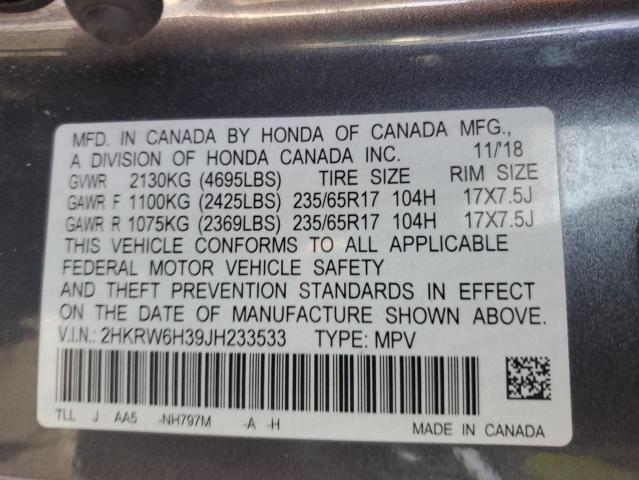 MFD. IN CANADA BY HONDA OF CANADA MFG.,
A DIVISION OF HONDA CANADA INC. 11/'18
GVWR 2130KG (4695LBS) TIRE SIZE RIM SIZE
GAWR F 1100KG (2425LBS) 235/65R17 104H 17X7.5J
GAWR R 1075KG (2369LBS) 235/65R17 104H 17X7.5J
THIS VEHICLE CONFORMS TO ALL APPLICABLE
FEDERAL MOTOR VEHICLE SAFETY
AND THEFT PREVENTION STANDARDS IN EFFECT
ON THE DATE OF MANUFACTURE SHOWN ABOVE.
V.I.N.: 2HKRW6H39JH233533 TYPE: MPV
TLL J AA5 -NH797M -A -H
MADE IN CANADA